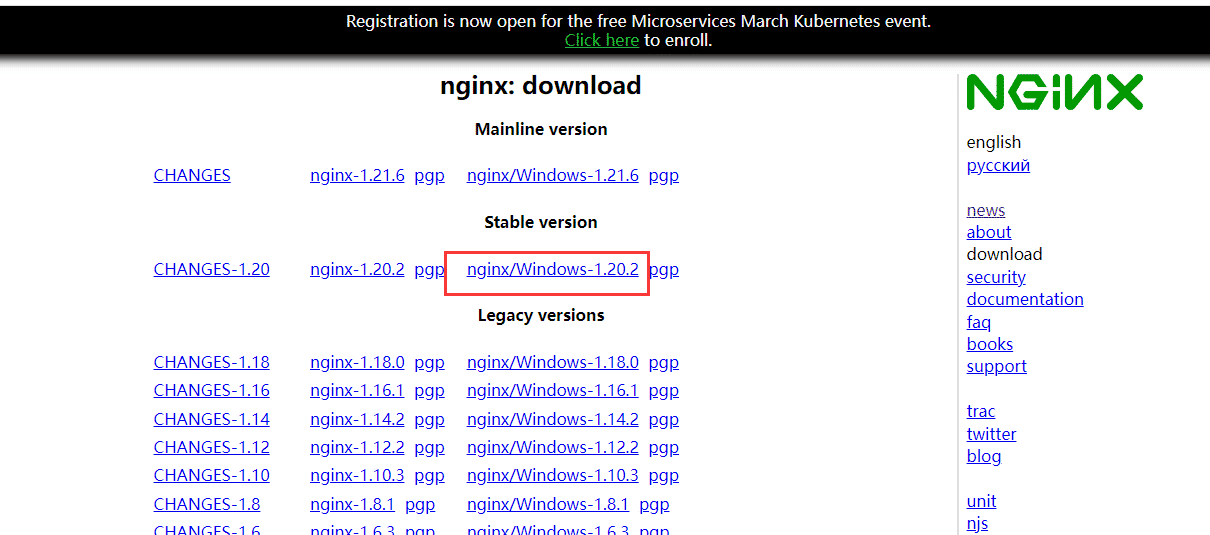 Registration is now open for the free Microservices March Kubernetes event.
Click here to enroll.
nginx: download
Mainline version
CHANGES nginx-1.21.6 pgp nginx/Windows-1.21.6 pgp
Stable version
CHANGES-1.20 nginx-1.20.2 pgp nginx/Windows-1.20.2 pgp
Legacy versions
CHANGES-1.18 nginx-1.18.0 pgp nginx/Windows-1.18.0 pgp
CHANGES-1.16 nginx-1.16.1 pgp nginx/Windows-1.16.1 pgp
CHANGES-1.14 nginx-1.14.2 pgp nginx/Windows-1.14.2 pgp
CHANGES-1.12 nginx-1.12.2 pgp nginx/Windows-1.12.2 pgp
CHANGES-1.10 nginx-1.10.3 pgp nginx/Windows-1.10.3 pgp
CHANGES-1.8 nginx-1.8.1 pgp nginx/Windows-1.8.1 pgp
CHANGES-1.6 nginx-1.6.3 pgp nginx/Windows-1.6.3 pgp
NGINX
english
русский
news
about
download
security
documentation
faq
books
support
trac
twitter
blog
unit
njs